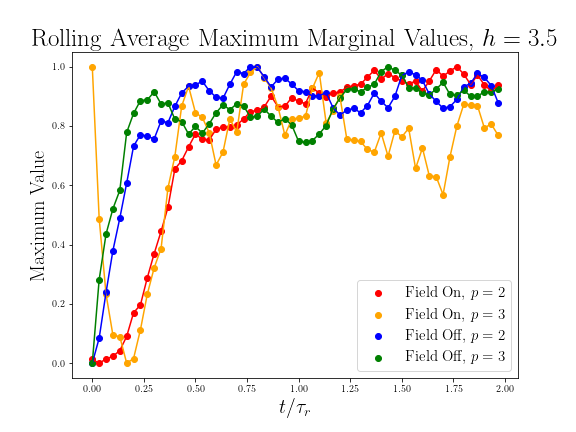 Rolling Average Maximum Marginal Values, h = 3.5
Maximum Value
1.0
0.8
0.6
0.4
0.2
0.0
Field On, p = 2
Field On, p = 3
Field Off, p = 2
Field Off, p = 3
0.00 0.25 0.50 0.75 1.00 1.25 1.50 1.75 2.00
t/τr